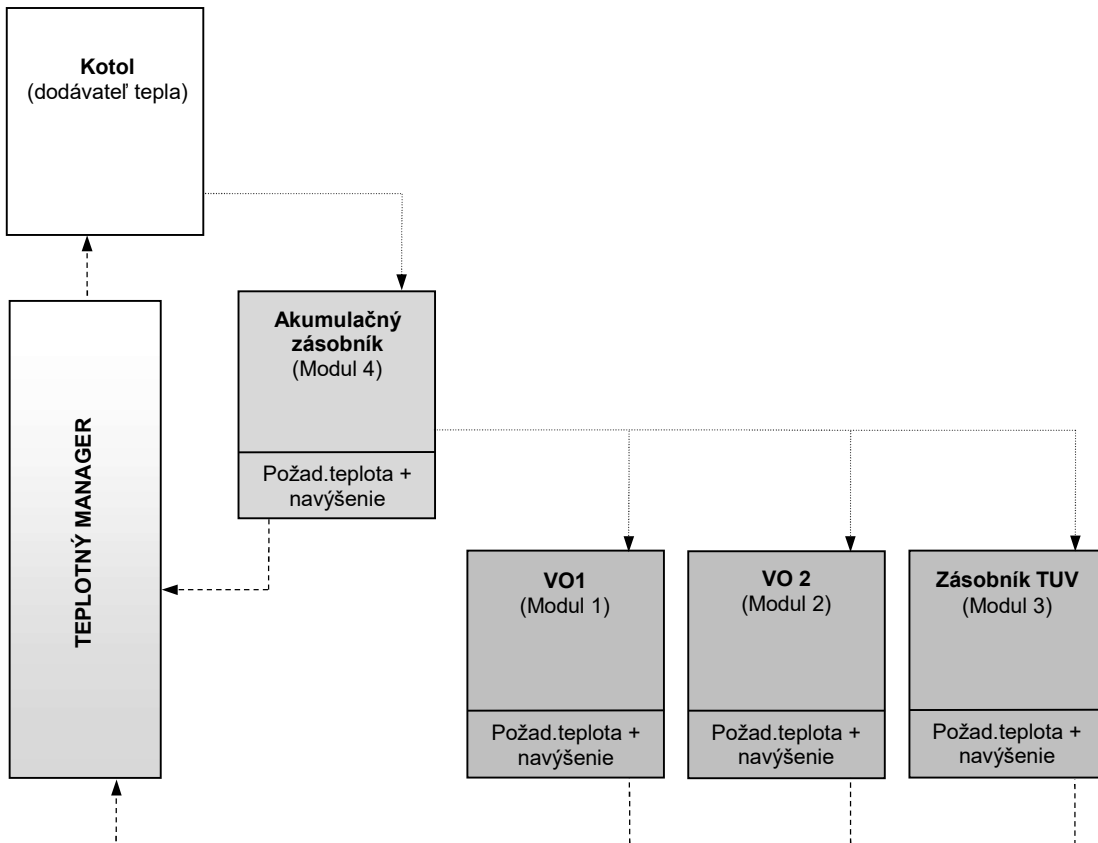 Kotol
(dodávateľ tepla)
TEPLOTNÝ MANAGER
Akumulačný
zásobník
(Modul 4)
Požad.teplota +
navýšenie
VO1
(Modul 1)
Požad.teplota +
navýšenie
VO 2
(Modul 2)
Požad.teplota +
navýšenie
Zásobník TUV
(Modul 3)
Požad.teplota +
navýšenie